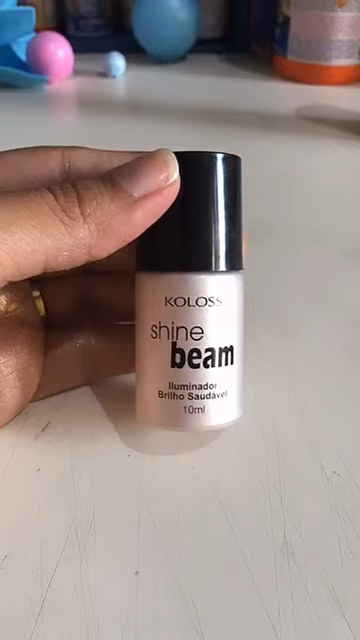 KOLOSS
shine
beam
Iluminador
Brilho Saudável
10ml